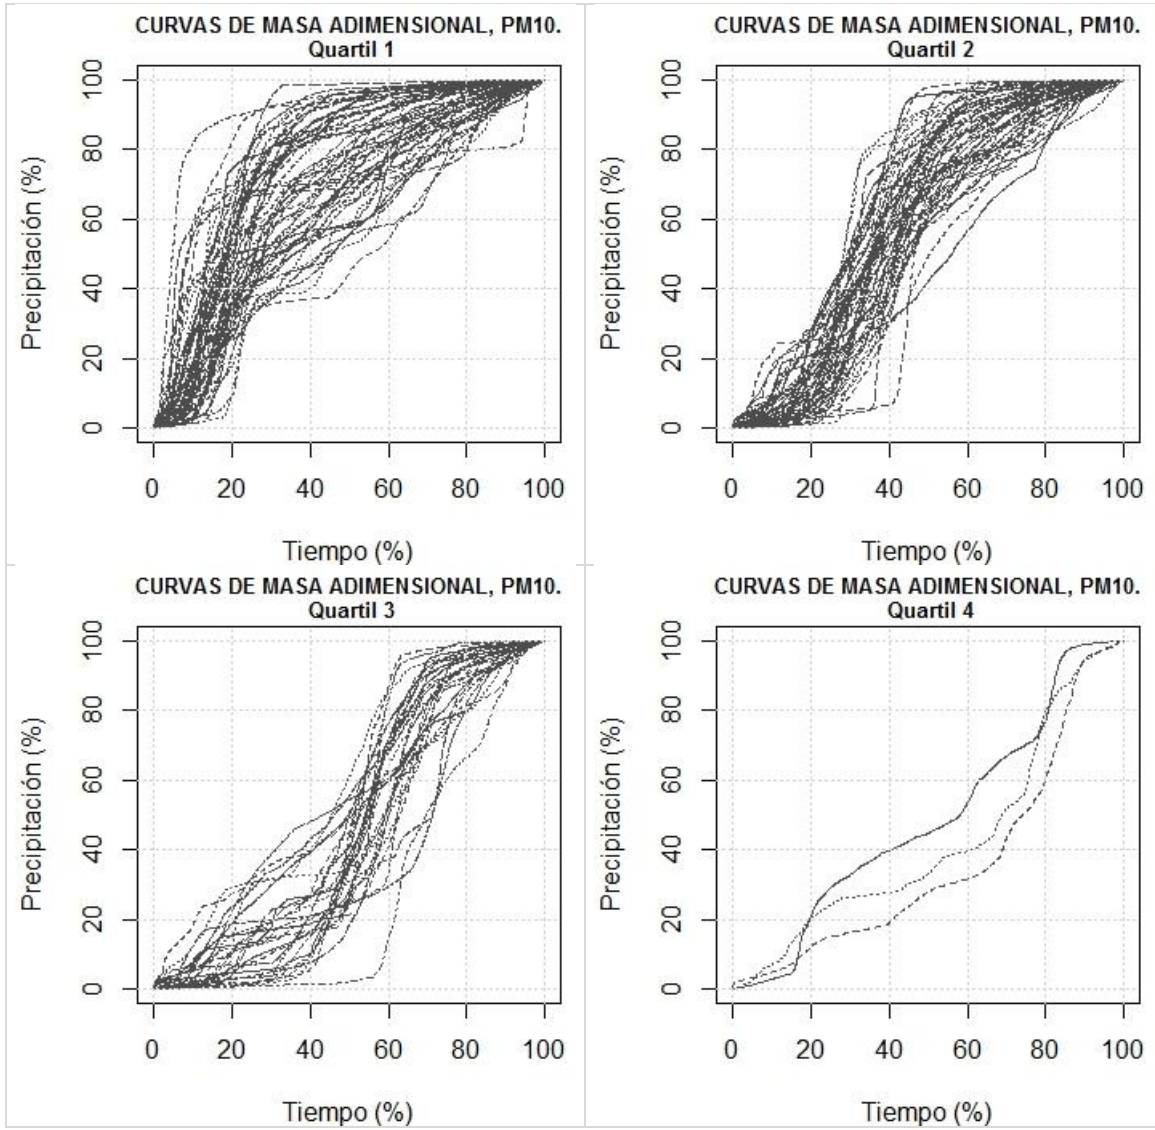 CURVAS DE MASA ADIMENSIONAL, PM10.
Quartil 1
Precipitación (%)
100
80
60
40
20
0
0 20 40 60 80 100
Tiempo (%)
CURVAS DE MASA ADIMENSIONAL, PM10.
Quartil 2
Precipitación (%)
100
80
60
40
20
0
0 20 40 60 80 100
Tiempo (%)
CURVAS DE MASA ADIMENSIONAL, PM10.
Quartil 3
Precipitación (%)
100
80
60
40
20
0
0 20 40 60 80 100
Tiempo (%)
CURVAS DE MASA ADIMENSIONAL, PM10.
Quartil 4
Precipitación (%)
100
80
60
40
20
0
0 20 40 60 80 100
Tiempo (%)